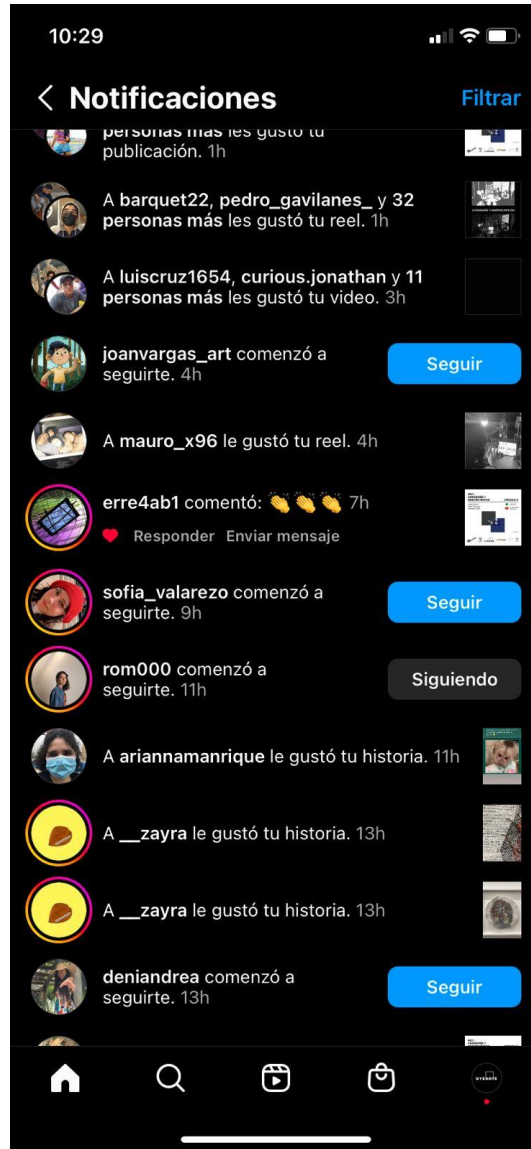 10:29
Notificaciones
Filtrar
personas más les gustó tu
publicación. 1h
A barquet22, pedro_gavilanes_ y 32
personas más les gustó tu reel. 1h
A luiscruz1654, curious.jonathan y 11
personas más les gustó tu video. 3h
joanvargas_art comenzó a
seguirte. 4h
Seguir
A mauro_x96 le gustó tu reel. 4h
erre4ab1 comentó: 👏👏👏 7h
Responder Enviar mensaje
sofia_valarezo comenzó a
seguirte. 9h
Seguir
rom000 comenzó a
seguirte. 11h
Siguiendo
A ariannamanrique le gustó tu historia. 11h
A __zayra le gustó tu historia. 13h
A __zayra le gustó tu historia. 13h
deniandrea comenzó a
seguirte. 13h
Seguir